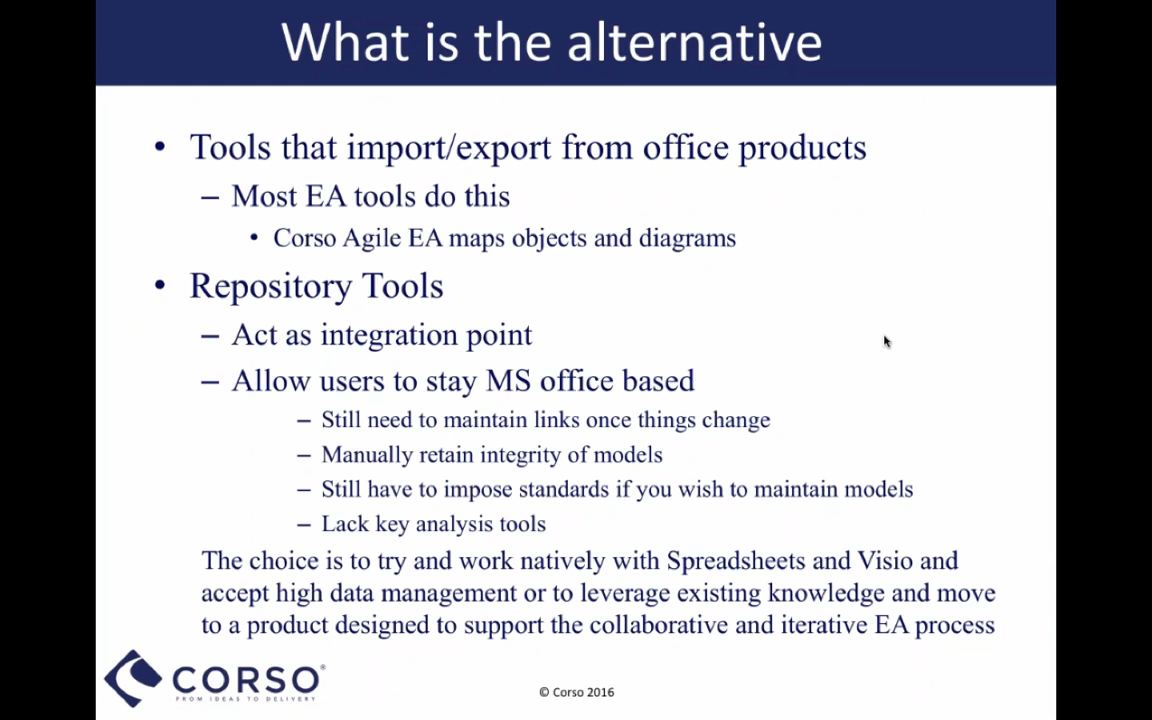 What is the alternative
• Tools that import/export from office products
– Most EA tools do this
• Corso Agile EA maps objects and diagrams
• Repository Tools
– Act as integration point
– Allow users to stay MS office based
– Still need to maintain links once things change
– Manually retain integrity of models
– Still have to impose standards if you wish to maintain models
– Lack key analysis tools
The choice is to try and work natively with Spreadsheets and Visio and
accept high data management or to leverage existing knowledge and move
to a product designed to support the collaborative and iterative EA process
CORSO®
FROM IDEAS TO DELIVERY
© Corso 2016